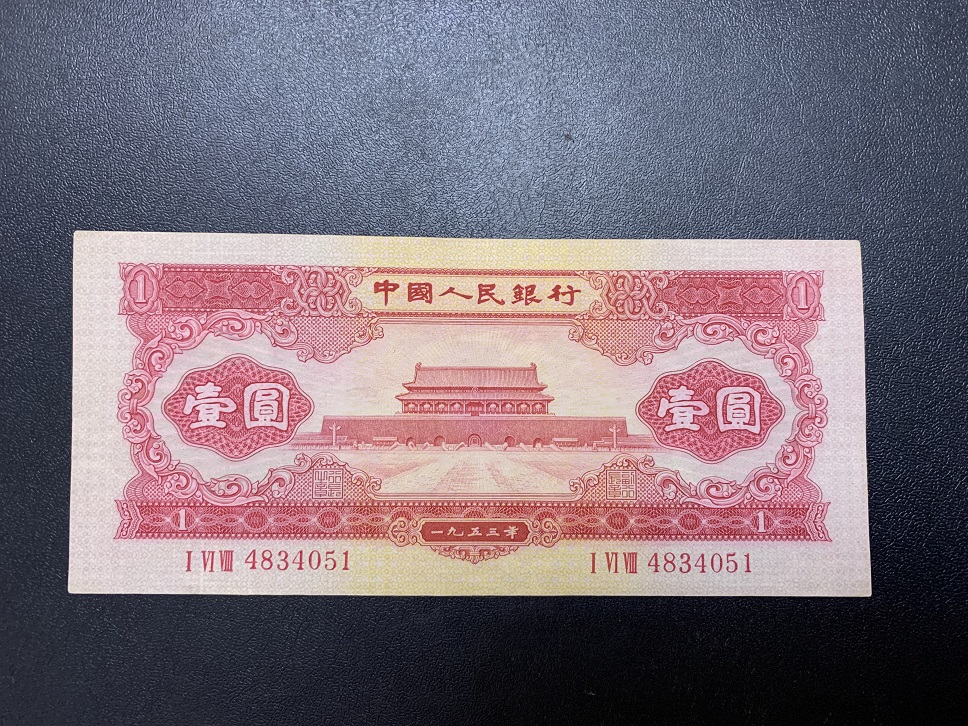 1 中國人民銀行 1
壹圓 壹圓
1 一九五三年 1
I VI VIII 4834051 I VI VIII 4834051